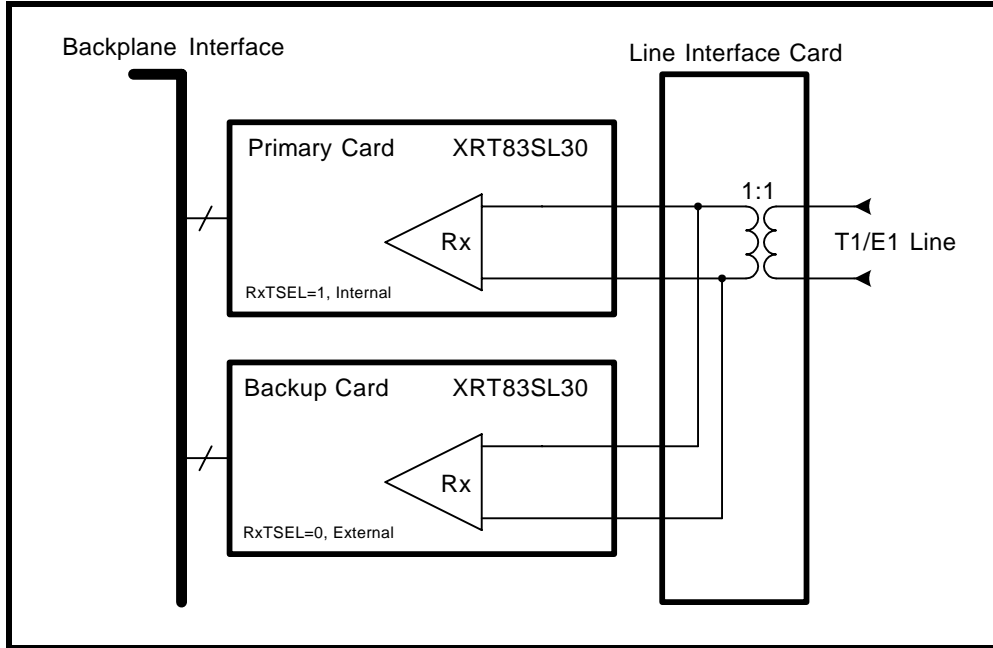 Backplane Interface
Line Interface Card
Primary Card XRT83SL30
1:1
Rx
T1/E1 Line
RxTSEL=1, Internal
Backup Card XRT83SL30
Rx
RxTSEL=0, External